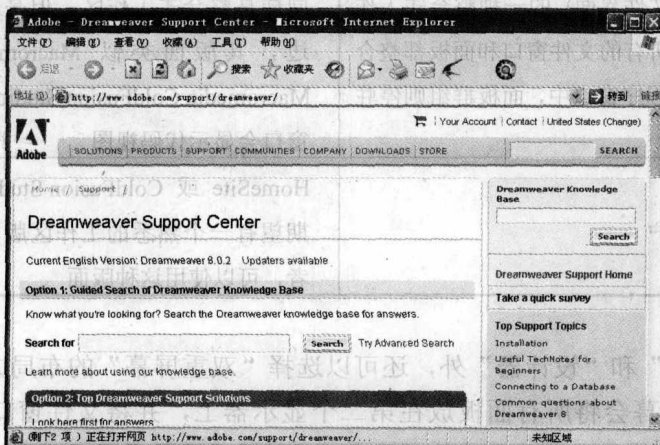 Adobe - Dreamweaver Support Center - Microsoft Internet Explorer
文件(F) 编辑(E) 查看(V) 收藏(A) 工具(T) 帮助(H)
后退 搜索 收藏夹
地址(D) http://www.adobe.com/support/dreamweaver/ 转到 链接
Your Account | Contact | United States (Change)
Adobe
SOLUTIONS PRODUCTS SUPPORT COMMUNITIES COMPANY DOWNLOADS STORE SEARCH
Home / Support /
Dreamweaver Support Center
Current English Version: Dreamweaver 8.0.2 Updaters available
Option 1: Guided Search of Dreamweaver Knowledge Base
Know what you're looking for? Search the Dreamweaver knowledge base for answers.
Search for Search Try Advanced Search
Learn more about using our knowledge base.
Option 2: Top Dreamweaver Support Solutions
Look here first for answers
Dreamweaver Knowledge
Base
Search
Dreamweaver Support Home
Take a quick survey
Top Support Topics
Installation
Useful TechNotes for
Beginners
Connecting to a Database
Common questions about
Dreamweaver 8
(剩下2 项) 正在打开网页 http://www.adobe.com/support/dreamweaver/... 未知区域